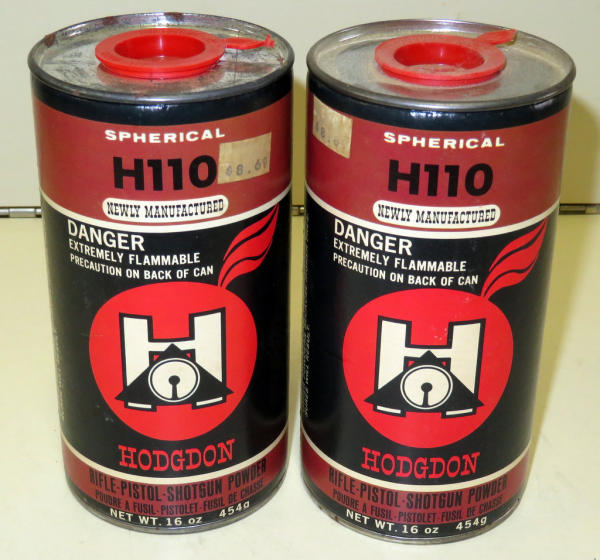 SPHERICAL
H110
$8.69
NEWLY MANUFACTURED
DANGER
EXTREMELY FLAMMABLE
PRECAUTION ON BACK OF CAN
H
HODGDON
RIFLE-PISTOL-SHOTGUN POWDER
POUDRE A FUSIL-PISTOLET-FUSIL DE CHASSE
NET WT. 16 oz 454g
SPHERICAL
H110
NEWLY MANUFACTURED
DANGER
EXTREMELY FLAMMABLE
PRECAUTION ON BACK OF CAN
H
HODGDON
RIFLE-PISTOL-SHOTGUN POWDER
POUDRE A FUSIL-PISTOLET-FUSIL DE CHASSE
NET WT. 16 oz 454g